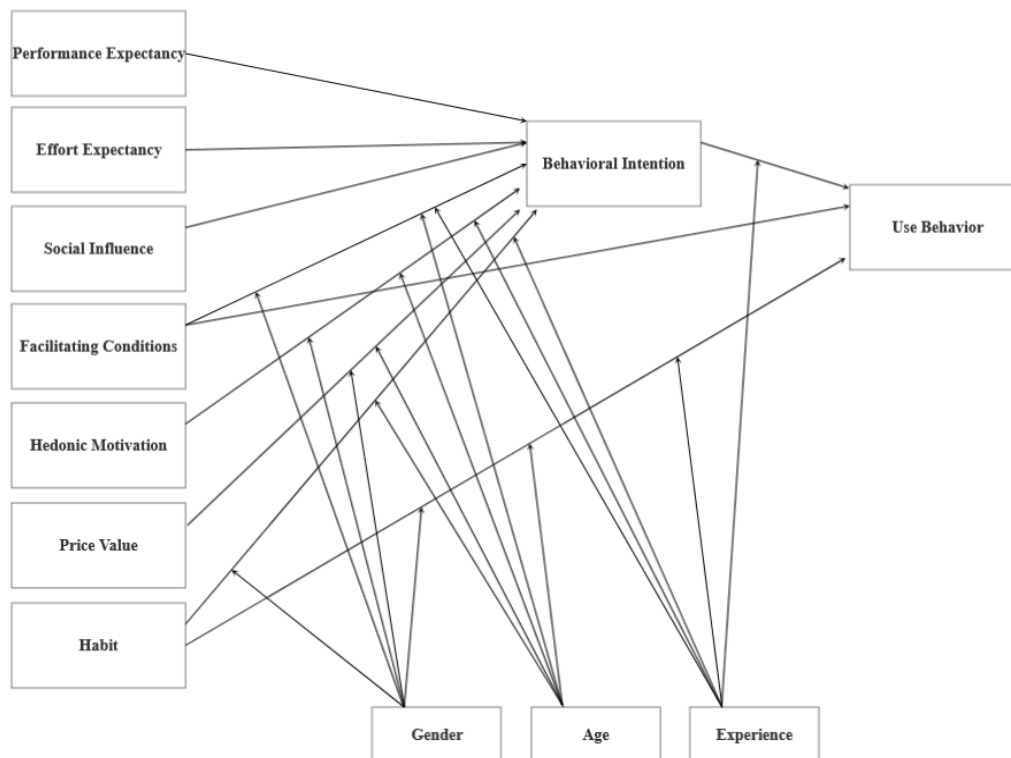 Performance Expectancy
Effort Expectancy
Behavioral Intention
Use Behavior
Social Influence
Facilitating Conditions
Hedonic Motivation
Price Value
Habit
Gender
Age
Experience